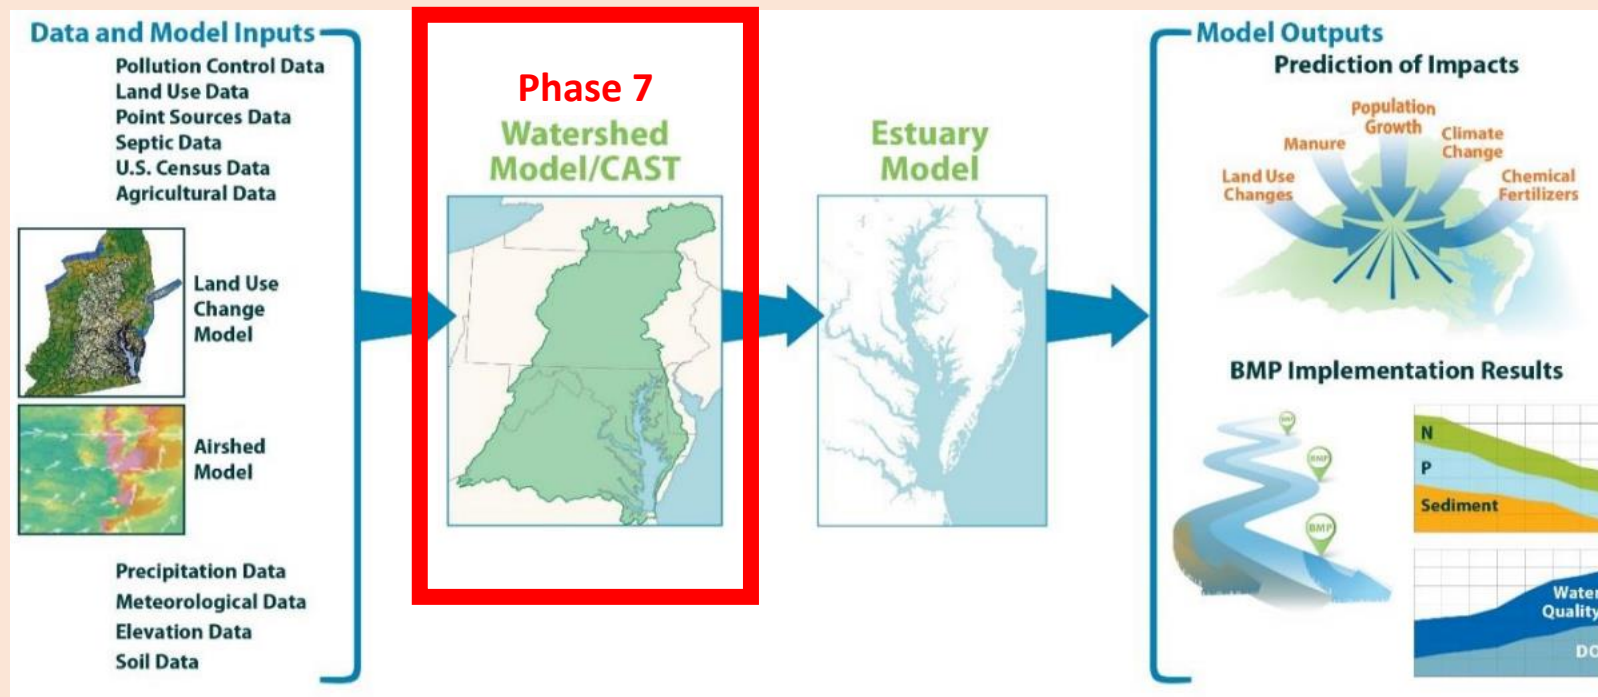 Data and Model Inputs
Pollution Control Data
Land Use Data
Point Sources Data
Septic Data
U.S. Census Data
Agricultural Data
Land Use
Change
Model
Airshed
Model
Precipitation Data
Meteorological Data
Elevation Data
Soil Data
Phase 7
Watershed
Model/CAST
Estuary
Model
Model Outputs
Prediction of Impacts
Population
Growth
Manure
Climate
Change
Land Use
Changes
Chemical
Fertilizers
BMP Implementation Results
BMP
BMP
BMP
N
P
Sediment
Water
Quality
DO